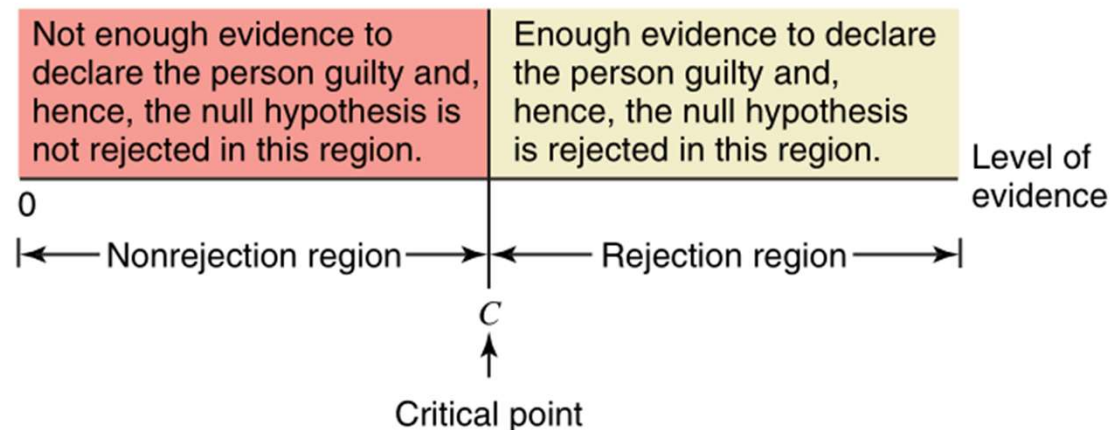 Not enough evidence to
declare the person guilty and,
hence, the null hypothesis is
not rejected in this region.
Enough evidence to declare
the person guilty and,
hence, the null hypothesis
is rejected in this region.
Level of
evidence
0
Nonrejection region
Rejection region
C
Critical point